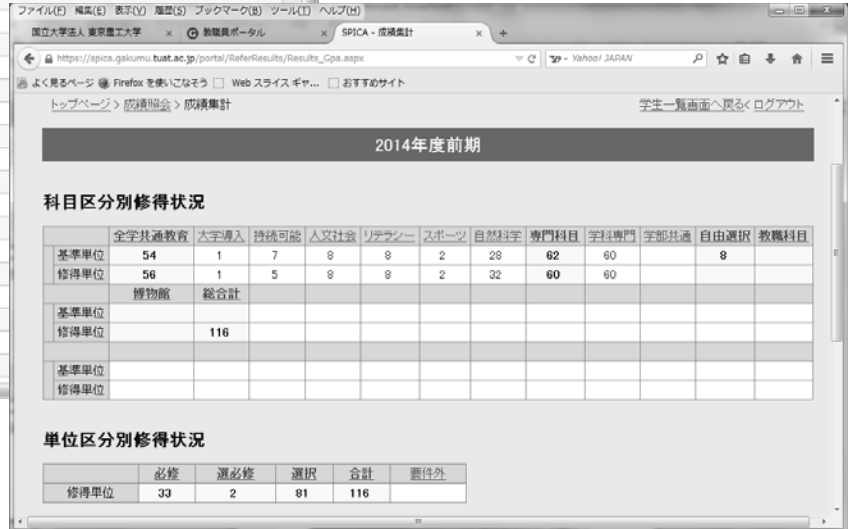 ファイル(F) 編集(E) 表示(V) 履歴(S) ブックマーク(B) ツール(T) ヘルプ(H)
国立大学法人 東京農工大学 × 教職員ポータル × SPICA - 成績集計 × +
https://spica.gakumu.tuat.ac.jp/portal/ReferResults/Results_Gpa.aspx Yahoo! JAPAN
よく見るページ Firefox を使いこなそう Web スライス ギャ... おすすめサイト
トップページ > 成績照会 > 成績集計 学生一覧画面へ戻る< ログアウト
2014年度前期
科目区分別修得状況
全学共通教育 大学導入 持続可能 人文社会 リテラシー スポーツ 自然科学 専門科目 学科専門 学部共通 自由選択 教職科目
基準単位 54 1 7 8 8 2 28 62 60 8
修得単位 56 1 5 8 8 2 32 60 60
博物館 総合計
基準単位
修得単位 116
基準単位
修得単位
単位区分別修得状況
必修 選必修 選択 合計 要件外
修得単位 33 2 81 116